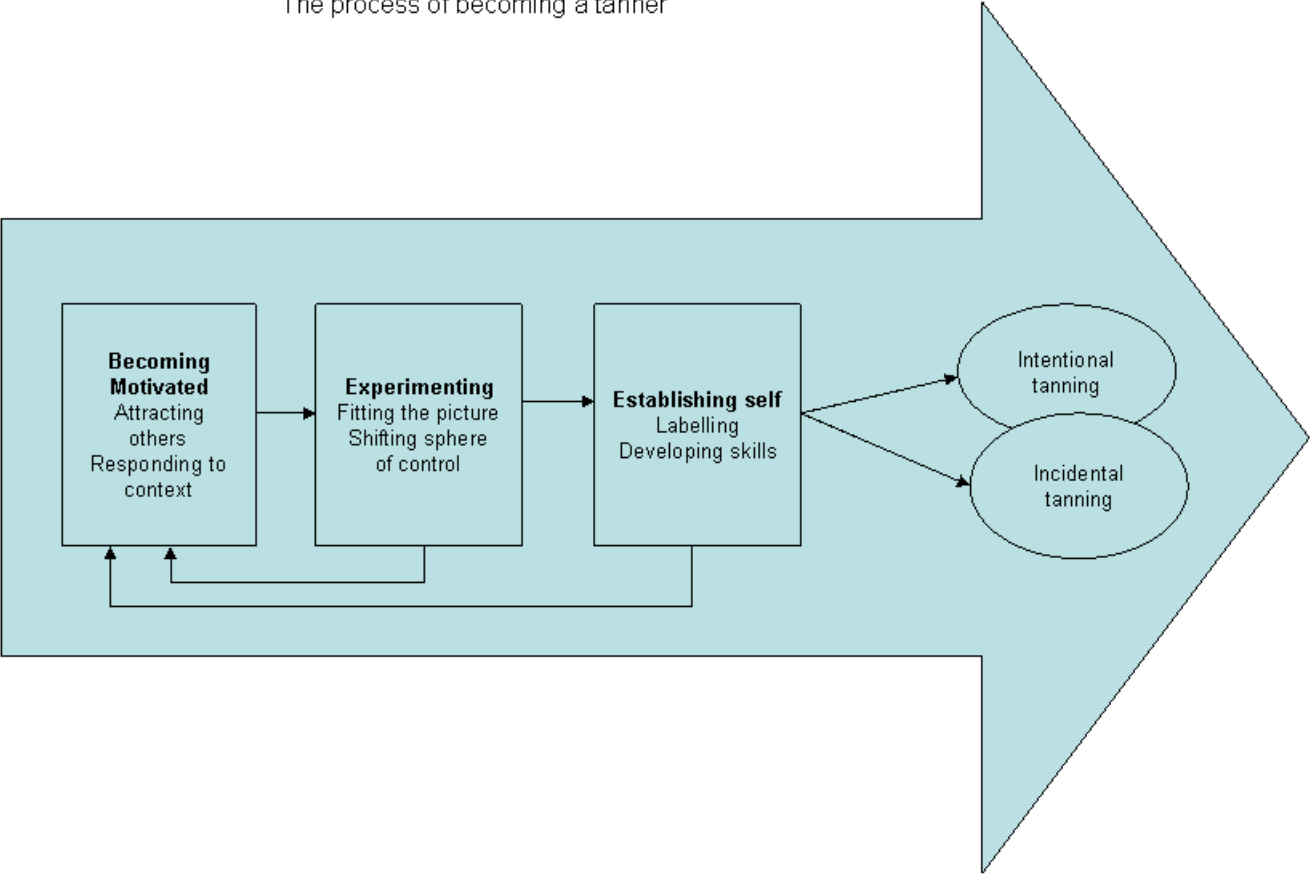 The process of becoming a tanner
Becoming
Motivated
Attracting
others
Responding to
context
Experimenting
Fitting the picture
Shifting sphere
of control
Establishing self
Labelling
Developing skills
Intentional
tanning
Incidental
tanning